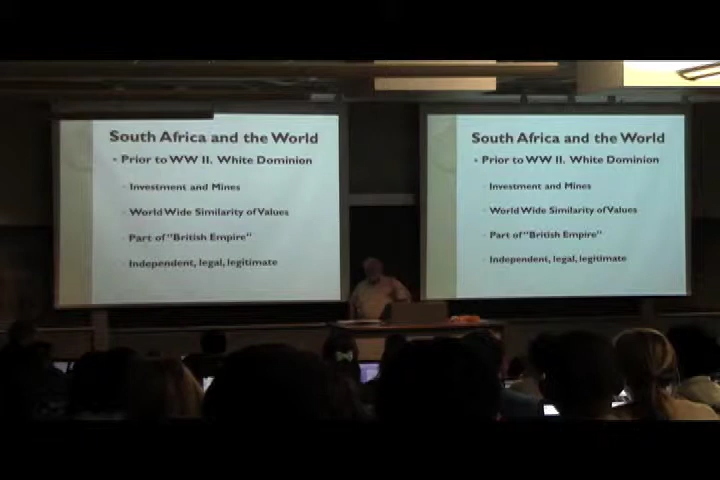 South Africa and the World
• Prior to WW II. White Dominion
Investment and Mines
World Wide Similarity of Values
Part of "British Empire"
Independent, legal, legitimate
South Africa and the World
• Prior to WW II. White Dominion
Investment and Mines
World Wide Similarity of Values
Part of "British Empire"
Independent, legal, legitimate